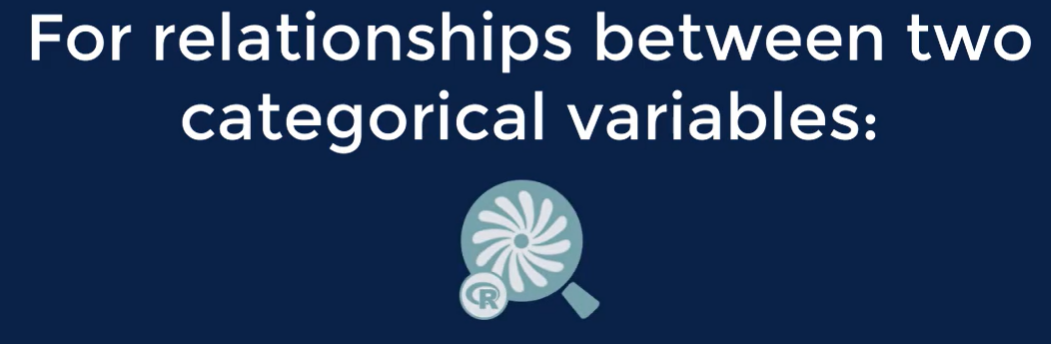 For relationships between two
categorical variables:
R